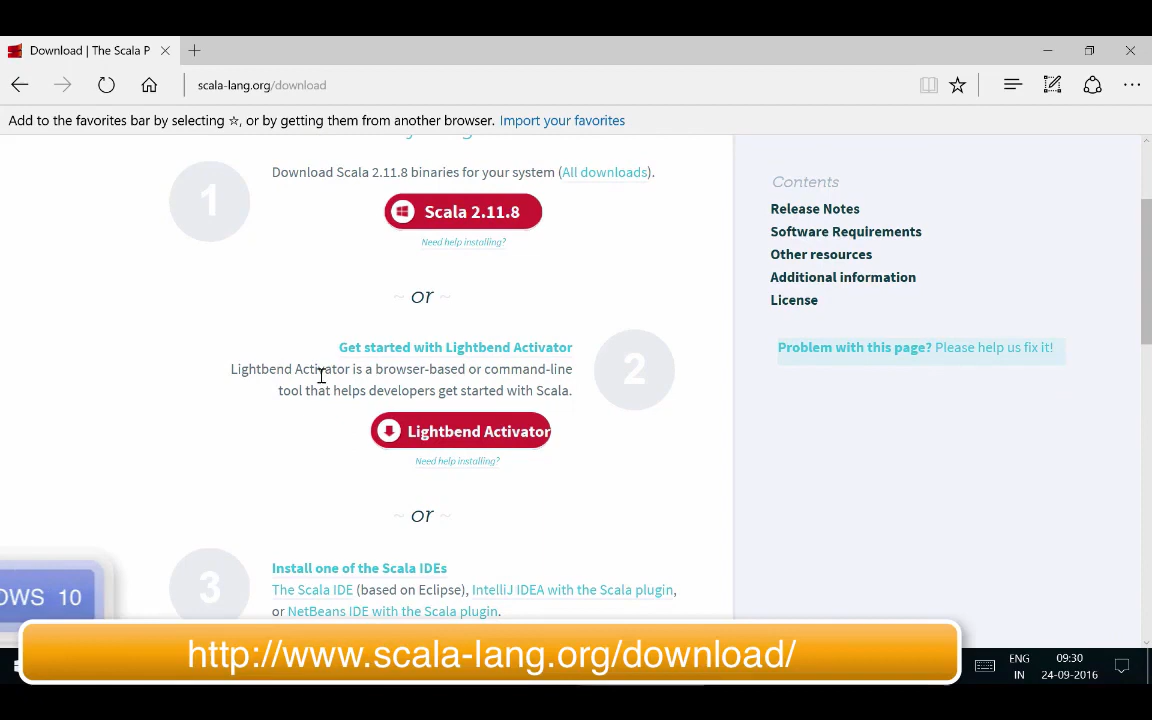 Download | The Scala P
scala-lang.org/download
Add to the favorites bar by selecting ☆, or by getting them from another browser. Import your favorites
1
Download Scala 2.11.8 binaries for your system (All downloads).
Scala 2.11.8
Need help installing?
~ or ~
Get started with Lightbend Activator
Lightbend Activator is a browser-based or command-line
tool that helps developers get started with Scala.
2
Lightbend Activator
Need help installing?
~ or ~
3
Install one of the Scala IDEs
The Scala IDE (based on Eclipse), IntelliJ IDEA with the Scala plugin,
or NetBeans IDE with the Scala plugin.
Contents
Release Notes
Software Requirements
Other resources
Additional information
License
Problem with this page? Please help us fix it!
OWS 10
http://www.scala-lang.org/download/
ENG
IN
09:30
24-09-2016